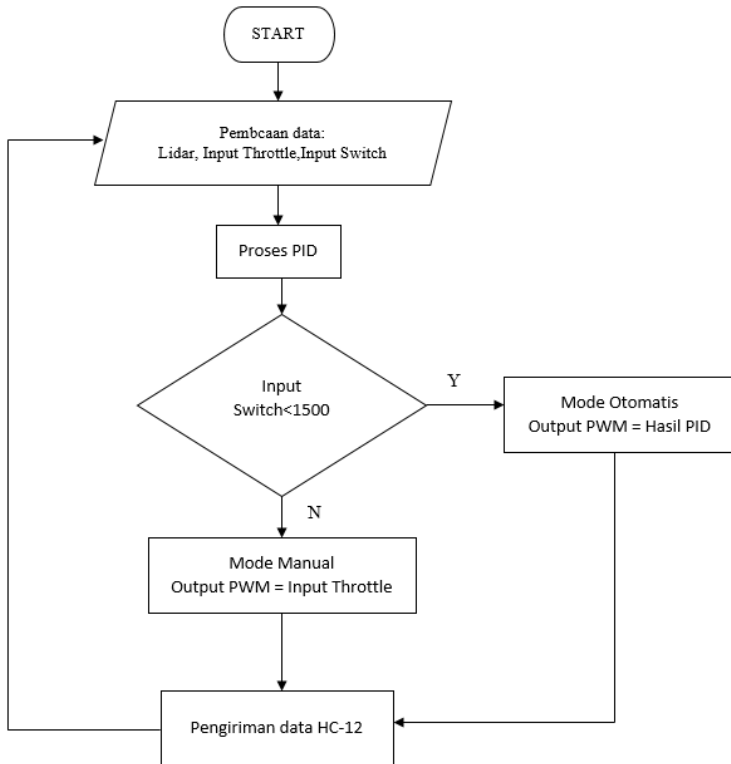 START
Pembcaan data:
Lidar, Input Throttle,Input Switch
Proses PID
Input
Switch<1500
Y
Mode Otomatis
Output PWM = Hasil PID
N
Mode Manual
Output PWM = Input Throttle
Pengiriman data HC-12